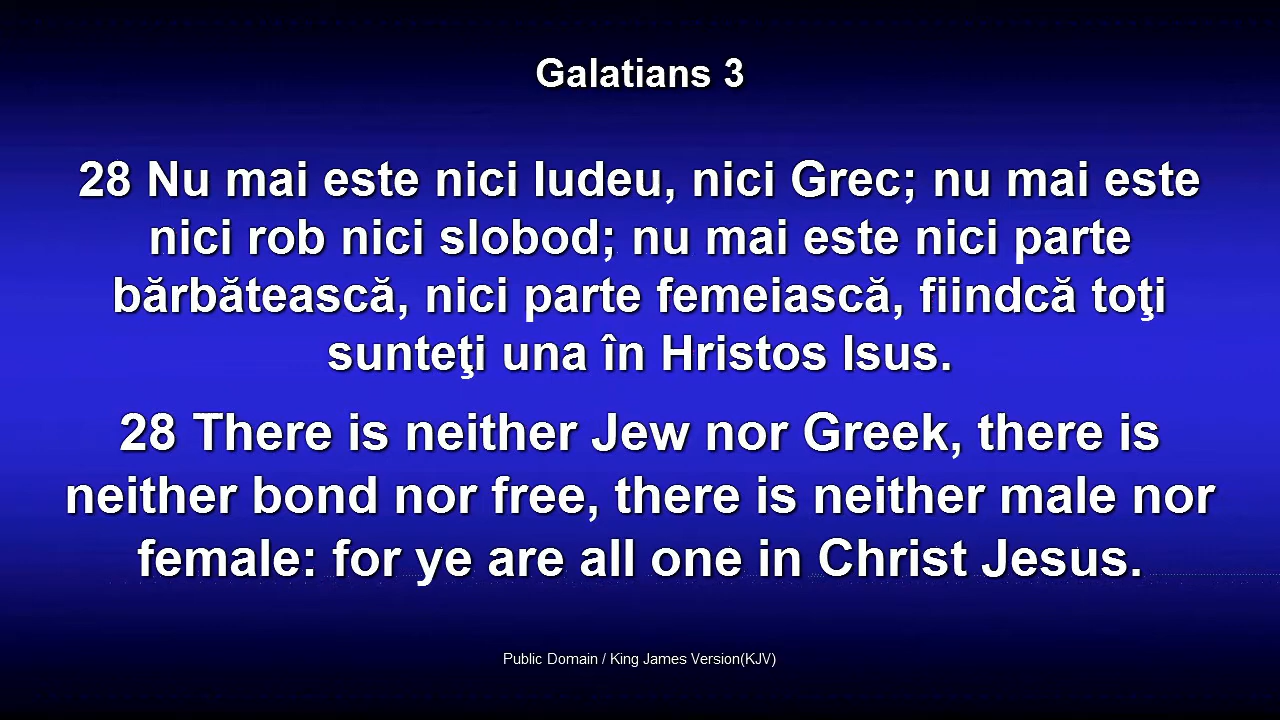 Galatians 3
28 Nu mai este nici Iudeu, nici Grec; nu mai este
nici rob nici slobod; nu mai este nici parte
bărbătească, nici parte femeiască, fiindcă toţi
sunteţi una în Hristos Isus.
28 There is neither Jew nor Greek, there is
neither bond nor free, there is neither male nor
female: for ye are all one in Christ Jesus.
Public Domain / King James Version(KJV)